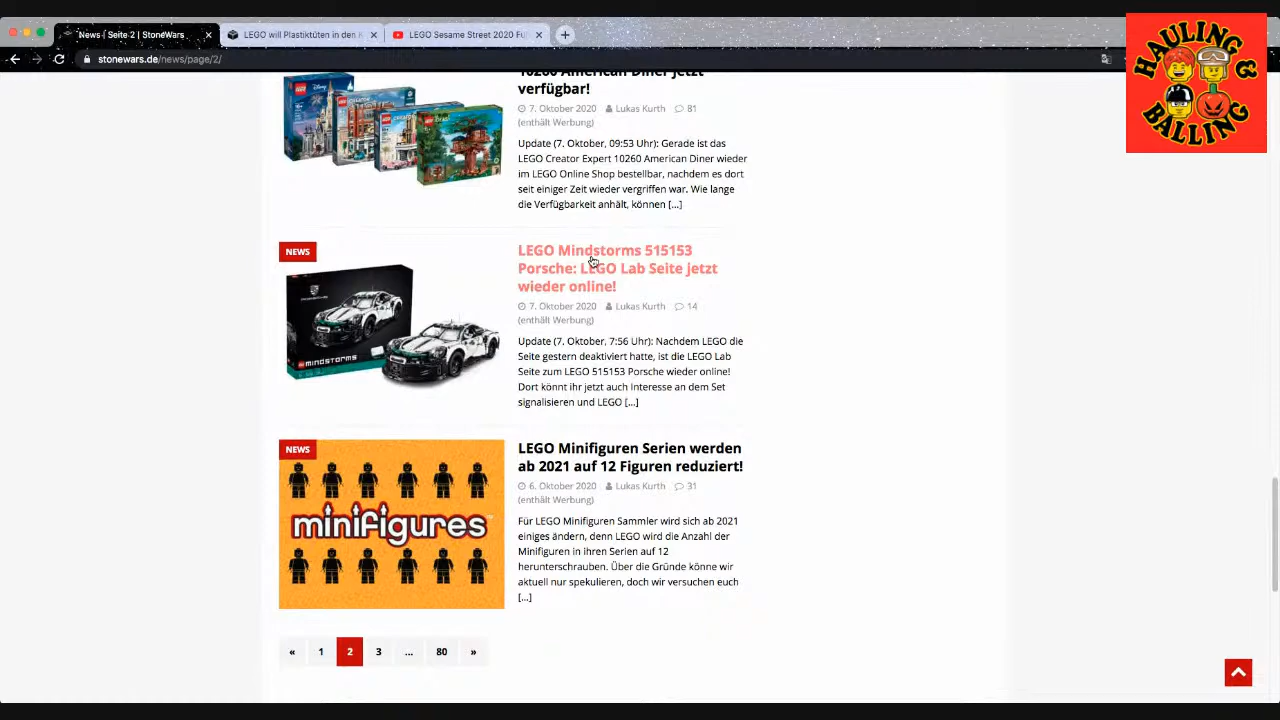 News - Seite 2 | StoneWars
LEGO will Plastiktüten in den K
LEGO Sesame Street 2020 Fu
stonewars.de/news/page/2/
HAULING
BALLING
10260 American Diner jetzt
verfügbar!
7. Oktober 2020 Lukas Kurth 81
(enthält Werbung)
Update (7. Oktober, 09:53 Uhr): Gerade ist das
LEGO Creator Expert 10260 American Diner wieder
im LEGO Online Shop bestellbar, nachdem es dort
seit einiger Zeit wieder vergriffen war. Wie lange
die Verfügbarkeit anhält, können [...]
NEWS
MINDSTORMS
LEGO Mindstorms 515153
Porsche: LEGO Lab Seite jetzt
wieder online!
7. Oktober 2020 Lukas Kurth 14
(enthält Werbung)
Update (7. Oktober, 7:56 Uhr): Nachdem LEGO die
Seite gestern deaktiviert hatte, ist die LEGO Lab
Seite zum LEGO 515153 Porsche wieder online!
Dort könnt ihr jetzt auch Interesse an dem Set
signalisieren und LEGO [...]
NEWS
minifigures
LEGO Minifiguren Serien werden
ab 2021 auf 12 Figuren reduziert!
6. Oktober 2020 Lukas Kurth 31
(enthält Werbung)
Für LEGO Minifiguren Sammler wird sich ab 2021
einiges ändern, denn LEGO wird die Anzahl der
Minifiguren in ihren Serien auf 12
herunterschrauben. Über die Gründe könne wir
aktuell nur spekulieren, doch wir versuchen euch
[...]
« 1 2 3 ... 80 »